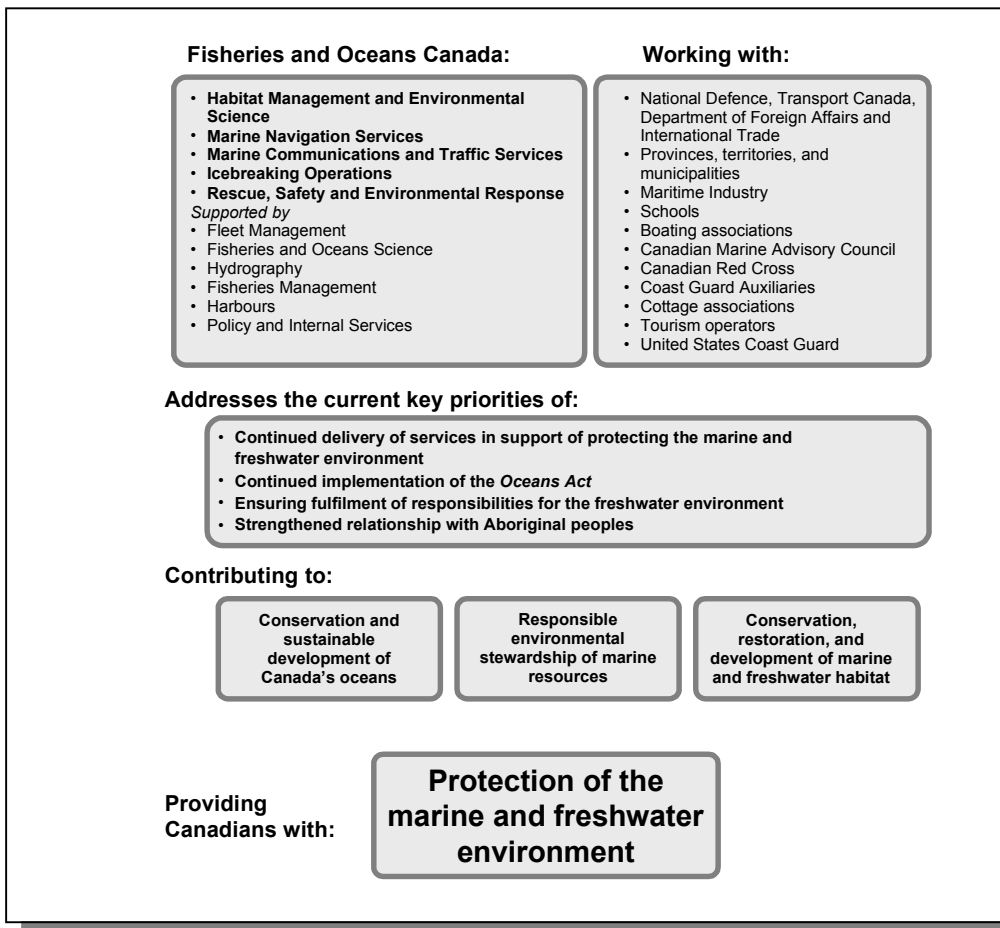 Fisheries and Oceans Canada:
• Habitat Management and Environmental
Science
• Marine Navigation Services
• Marine Communications and Traffic Services
• Icebreaking Operations
• Rescue, Safety and Environmental Response
Supported by
• Fleet Management
• Fisheries and Oceans Science
• Hydrography
• Fisheries Management
• Harbours
• Policy and Internal Services
Working with:
• National Defence, Transport Canada,
Department of Foreign Affairs and
International Trade
• Provinces, territories, and
municipalities
• Maritime Industry
• Schools
• Boating associations
• Canadian Marine Advisory Council
• Canadian Red Cross
• Coast Guard Auxiliaries
• Cottage associations
• Tourism operators
• United States Coast Guard
Addresses the current key priorities of:
• Continued delivery of services in support of protecting the marine and
freshwater environment
• Continued implementation of the Oceans Act
• Ensuring fulfilment of responsibilities for the freshwater environment
• Strengthened relationship with Aboriginal peoples
Contributing to:
Conservation and
sustainable
development of
Canada's oceans
Responsible
environmental
stewardship of marine
resources
Conservation,
restoration, and
development of marine
and freshwater habitat
Providing
Canadians with:
Protection of the
marine and freshwater
environment